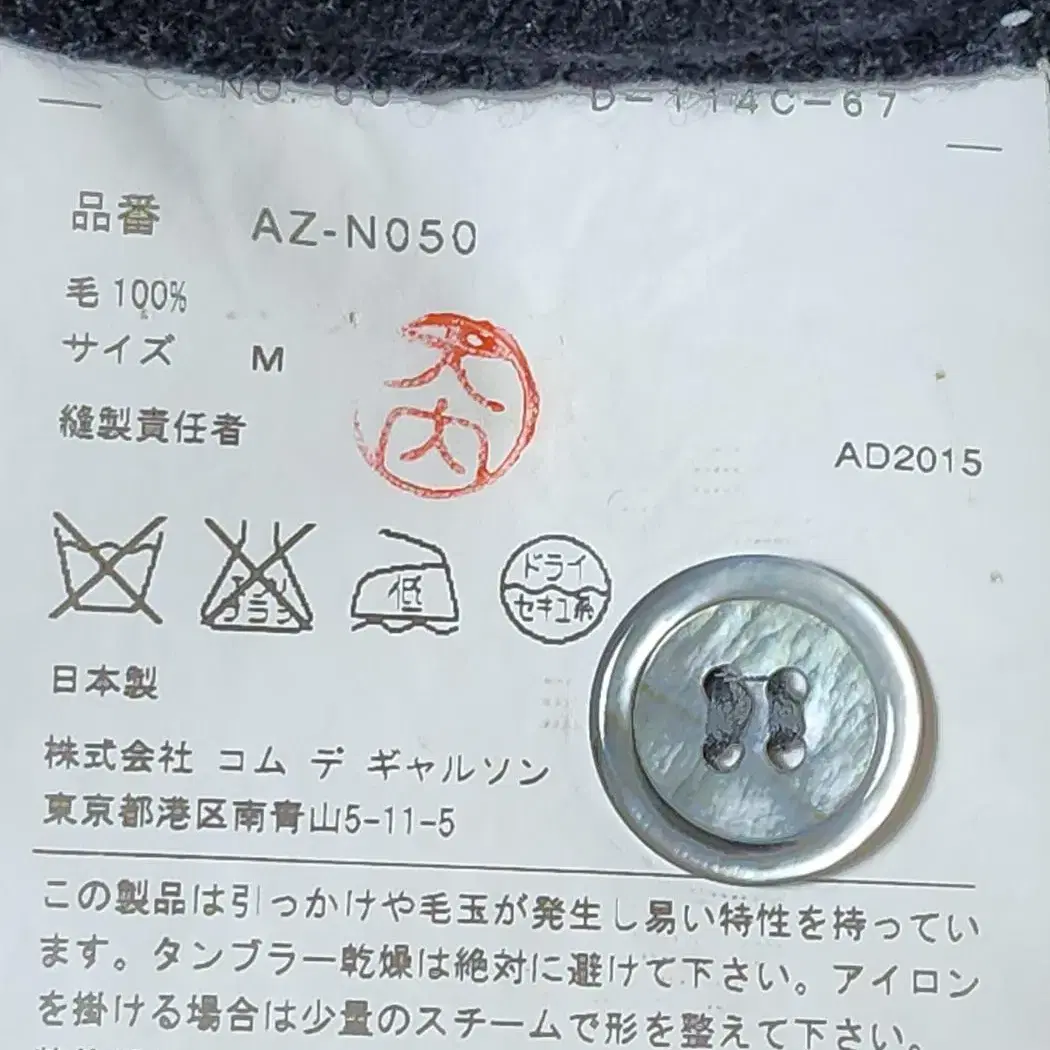 D-114C-67
品番 AZ-N050
毛 100%
サイズ M
縫製責任者
AD2015
低
ドライ
セキユ系
日本製
株式会社 コム デ ギャルソン
東京都港区南青山5-11-5
この製品は引っかけや毛玉が発生し易い特性を持ってい
ます。タンブラー乾燥は絶対に避けて下さい。アイロン
を掛ける場合は少量のスチームで形を整えて下さい。